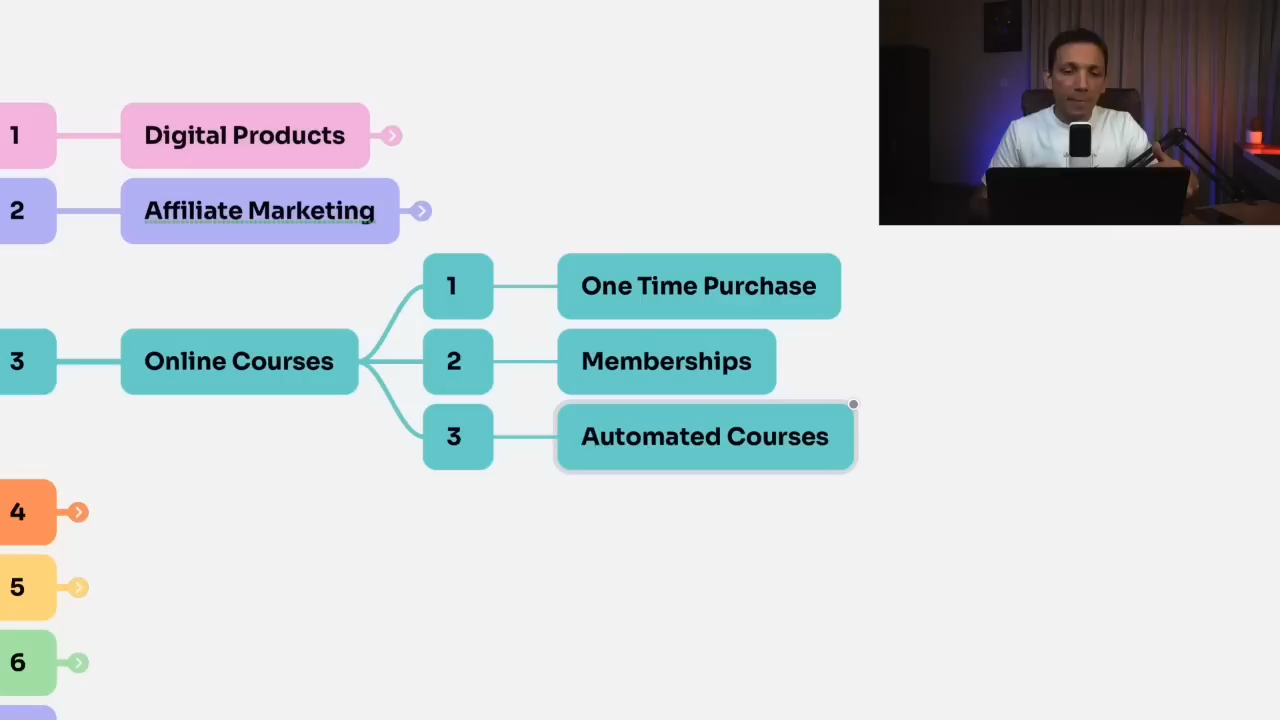 1 Digital Products
2 Affiliate Marketing
1 One Time Purchase
3 Online Courses 2 Memberships
3 Automated Courses
4
5
6